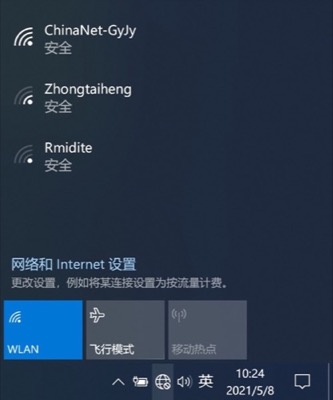 ChinaNet-GyJy
安全
Zhongtaiheng
安全
Rmidite
安全
网络和 Internet 设置
更改设置，例如将某连接设置为按流量计费。
WLAN
飞行模式
移动热点
英
10:24
2021/5/8